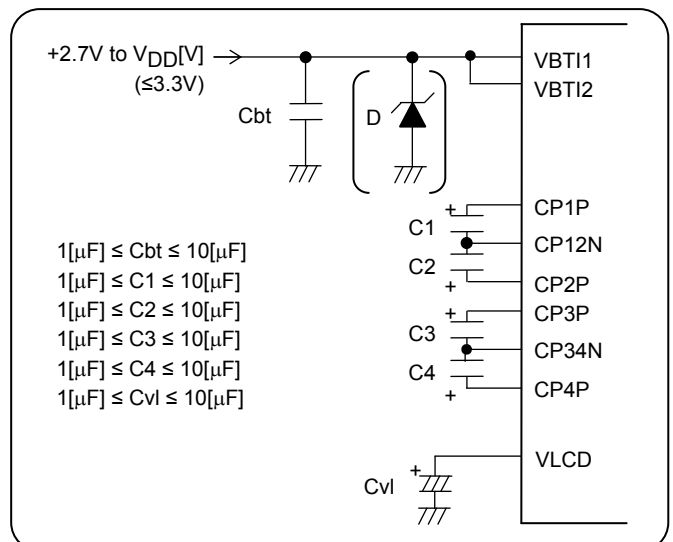 +2.7V to VDD[V]
(≤3.3V)
Cbt
D
VBTI1
VBTI2
C1
+
CP1P
CP12N
C2
+
CP2P
C3
+
CP3P
CP34N
C4
+
CP4P
1[μF] ≤ Cbt ≤ 10[μF]
1[μF] ≤ C1 ≤ 10[μF]
1[μF] ≤ C2 ≤ 10[μF]
1[μF] ≤ C3 ≤ 10[μF]
1[μF] ≤ C4 ≤ 10[μF]
1[μF] ≤ Cvl ≤ 10[μF]
Cvl
+
VLCD